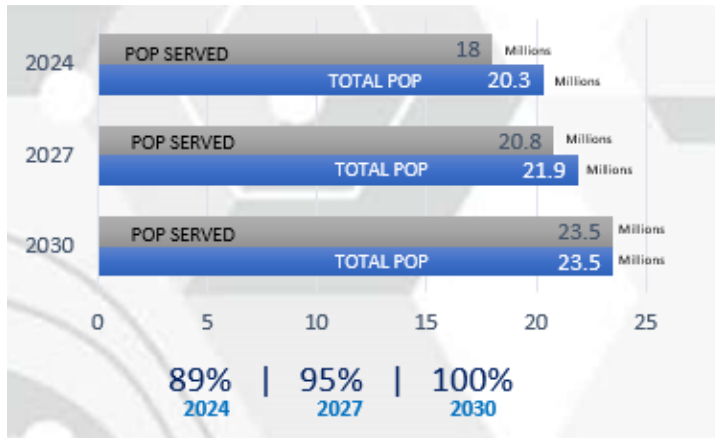 2024
POP SERVED 18 Millions
TOTAL POP 20.3 Millions
2027
POP SERVED 20.8 Millions
TOTAL POP 21.9 Millions
2030
POP SERVED 23.5 Millions
TOTAL POP 23.5 Millions
0 5 10 15 20 25
89% | 95% | 100%
2024 2027 2030